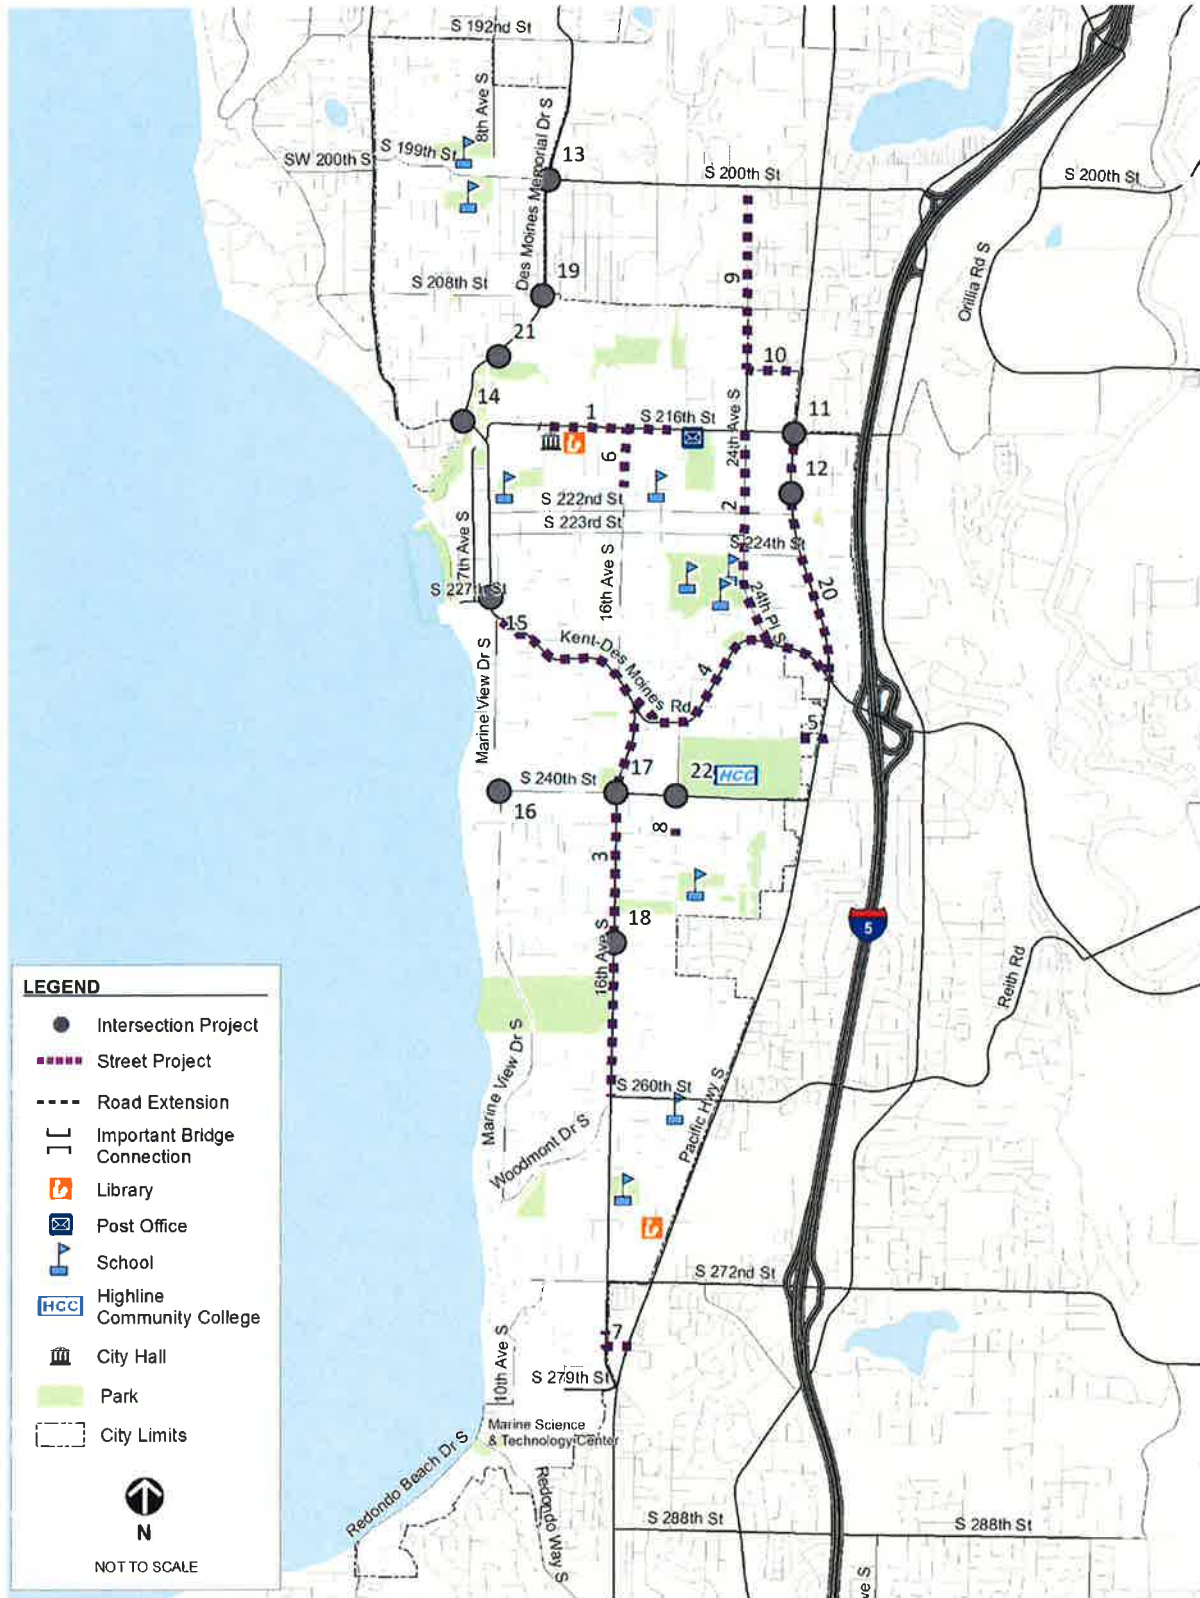 S 192nd St
8th Ave S
Des Moines Memorial Dr S
13
SW 200th S
S 199th St
S 200th St
S 200th St
9
19
S 208th St
Orillia Rd S
21
10
14
1
S 216th St
24th Ave S
11
6
12
S 222nd St
2
S 223rd St
S 224th St
7th Ave S
16th Ave S
S 227th St
24th Pl S
20
15
Kent-Des Moines Rd
4
Marine View Dr S
5
17
22
HCC
S 240th St
16
8
3
18
5
16th Ave S
Reith Rd
LEGEND
Intersection Project
Street Project
Road Extension
Important Bridge
Connection
Library
Post Office
School
HCC
Highline
Community College
City Hall
Park
City Limits
N
NOT TO SCALE
Marine View Dr S
S 260th St
Pacific Hwy S
Woodmont Dr S
S 272nd St
7
10th Ave S
S 279th St
Marine Science
& Technology Center
Redondo Beach Dr S
Redondo Way S
S 288th St
S 288th St
ve S